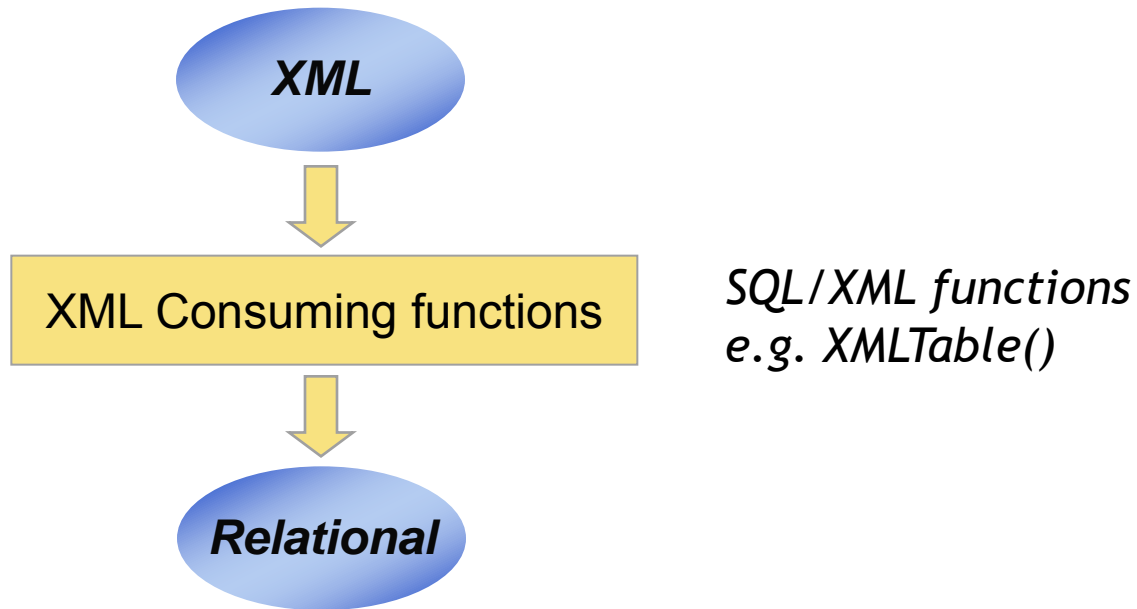 XML
XML Consuming functions
SQL/XML functions
e.g. XMLTable()
Relational